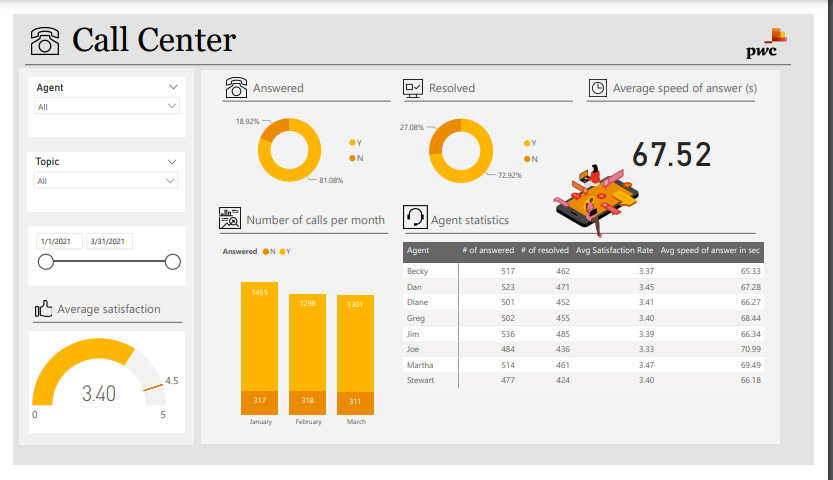 Call Center
pwc
Agent
All
Topic
All
1/1/2021 3/31/2021
Average satisfaction
3.40
4.5
0 5
Answered
18.92%
81.08%
Y
N
Resolved
27.08%
72.92%
Y
N
Average speed of answer (s)
67.52
Number of calls per month
Answered N Y
1455 1298 1301
317 318 311
January February March
Agent statistics
Agent # of answered # of resolved Avg Satisfaction Rate Avg speed of answer in sec
Becky 517 462 3.37 65.33
Dan 523 471 3.45 67.28
Diane 501 452 3.41 66.27
Greg 502 455 3.40 68.44
Jim 536 485 3.39 66.34
Joe 484 436 3.33 70.99
Martha 514 461 3.47 69.49
Stewart 477 424 3.40 66.18